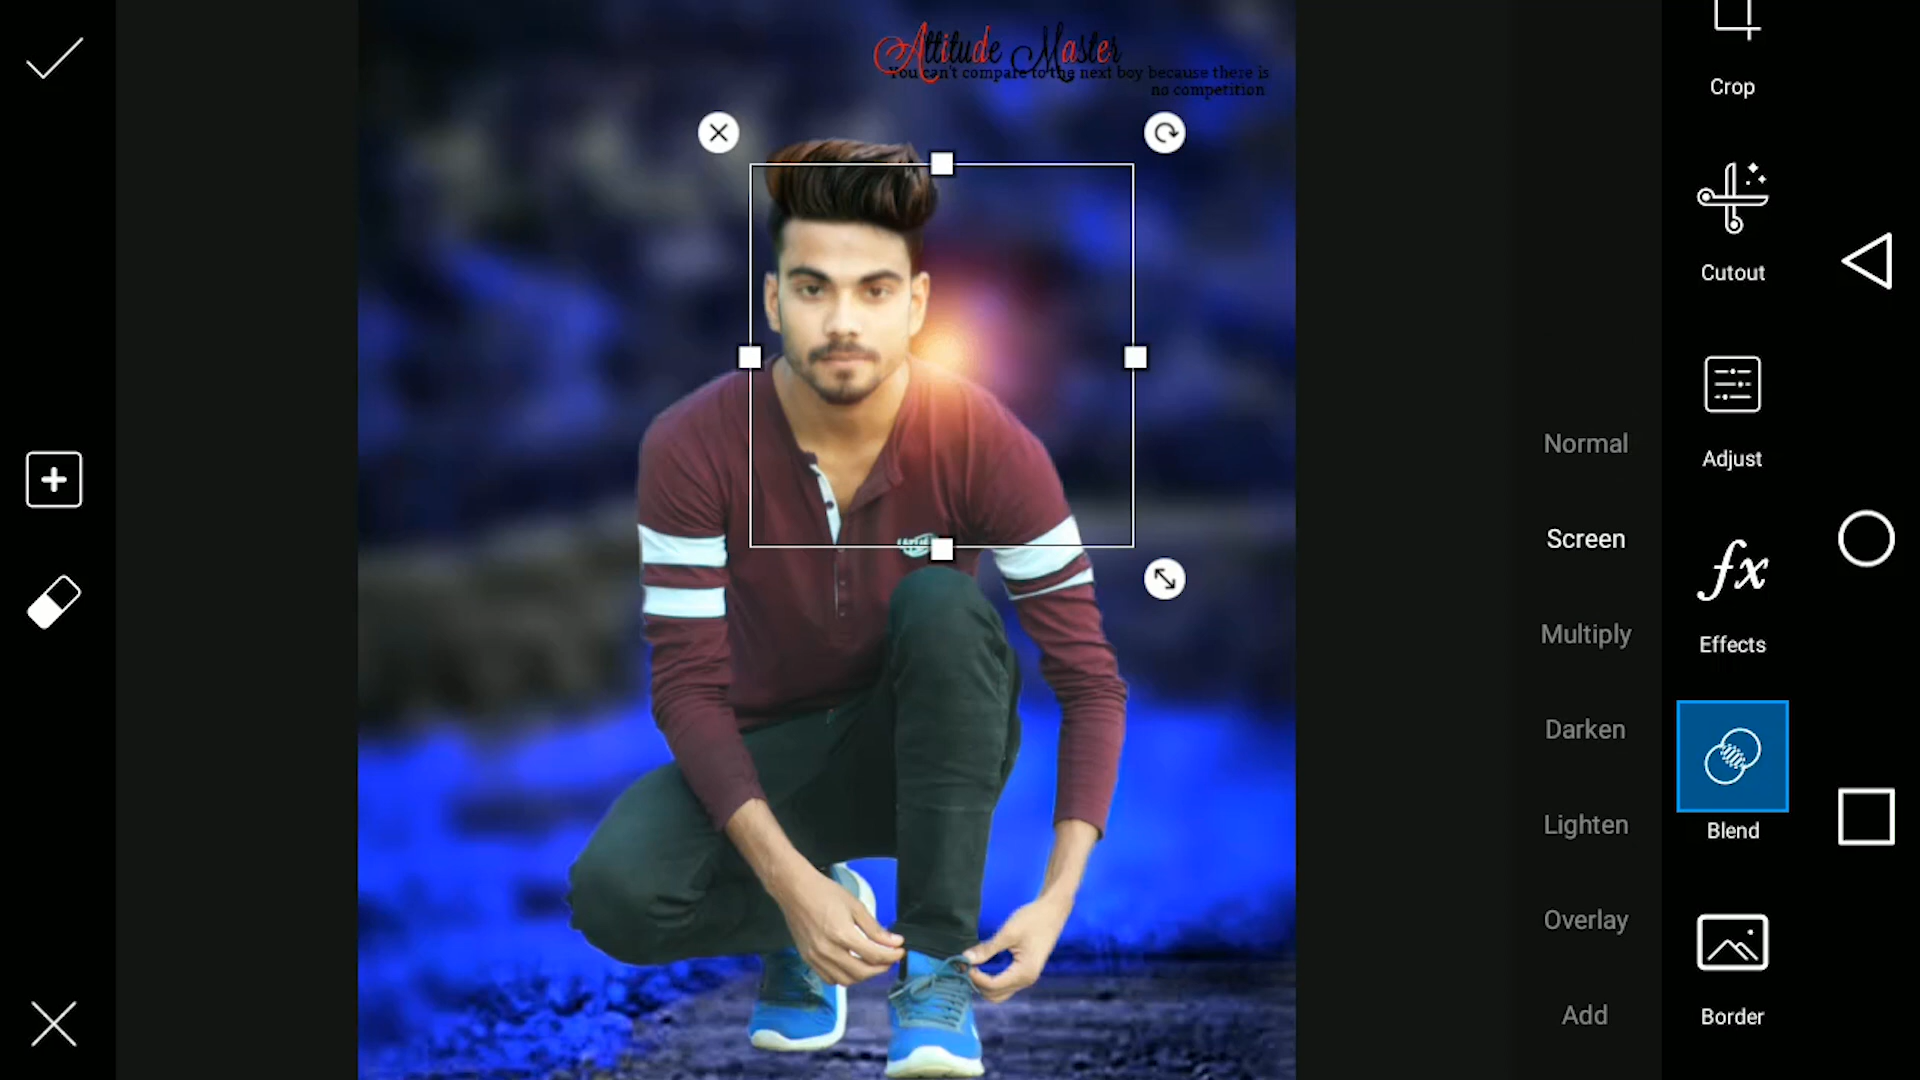 Attitude Master
You can't compare to the next boy because there is
no competition
Crop
Cutout
Adjust
Effects
Blend
Border
Normal
Screen
Multiply
Darken
Lighten
Overlay
Add